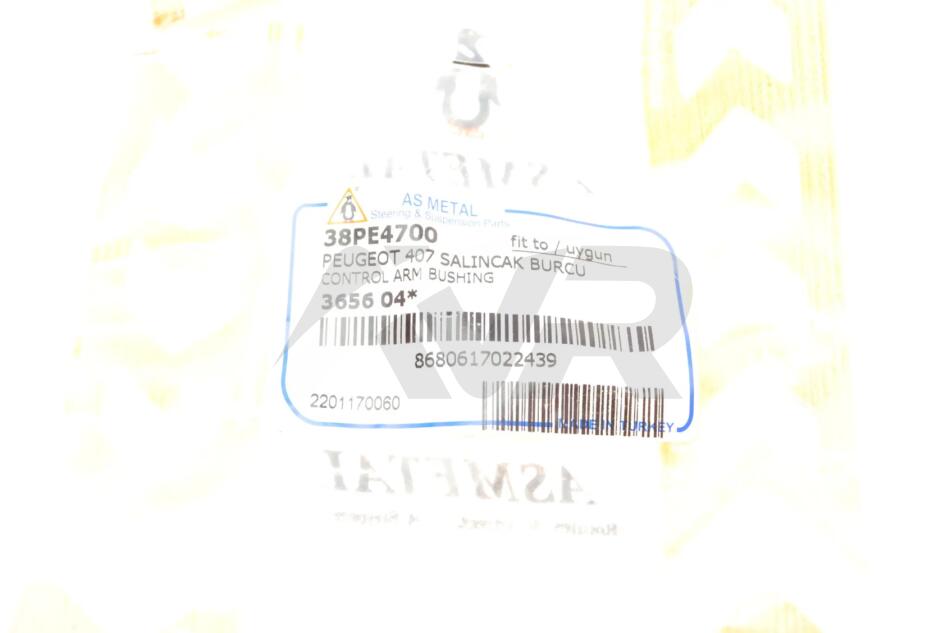 AS METAL
Steering & Suspension Parts
38PE4700
fit to / uygun
PEUGEOT 407 SALINCAK BURCU
CONTROL ARM BUSHING
3656 04*
8680617022439
2201170060
MADE IN TURKEY
AVR
ASMETAL